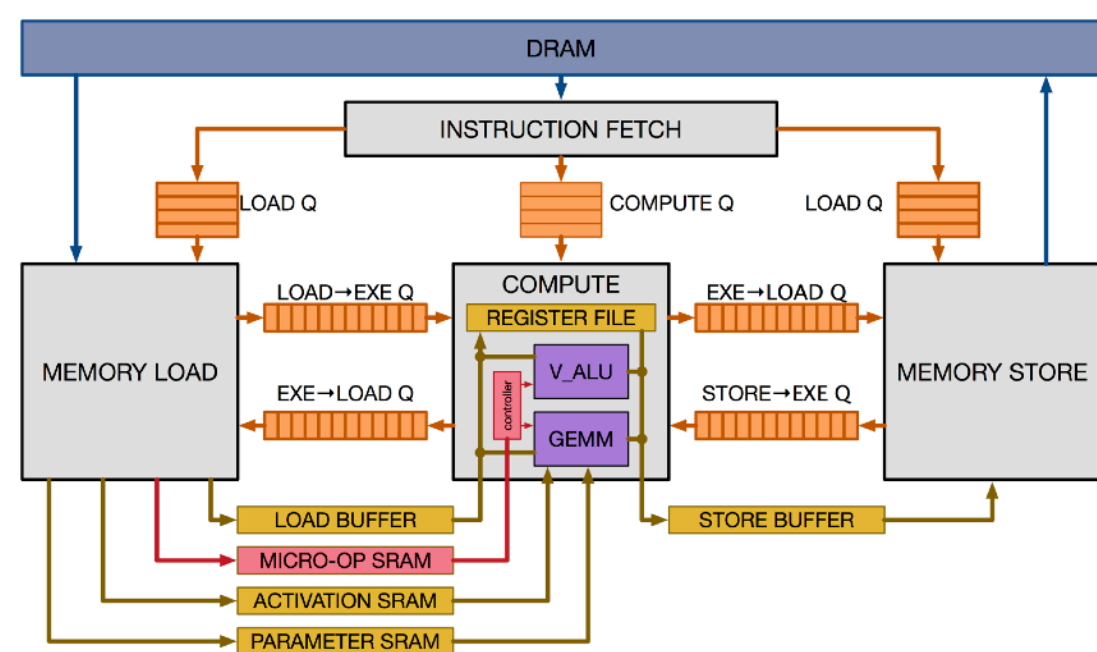 DRAM
INSTRUCTION FETCH
LOAD Q
COMPUTE Q
LOAD Q
MEMORY LOAD
LOAD→EXE Q
EXE→LOAD Q
COMPUTE
REGISTER FILE
V_ALU
controller
GEMM
EXE→LOAD Q
STORE→EXE Q
MEMORY STORE
LOAD BUFFER
STORE BUFFER
MICRO-OP SRAM
ACTIVATION SRAM
PARAMETER SRAM